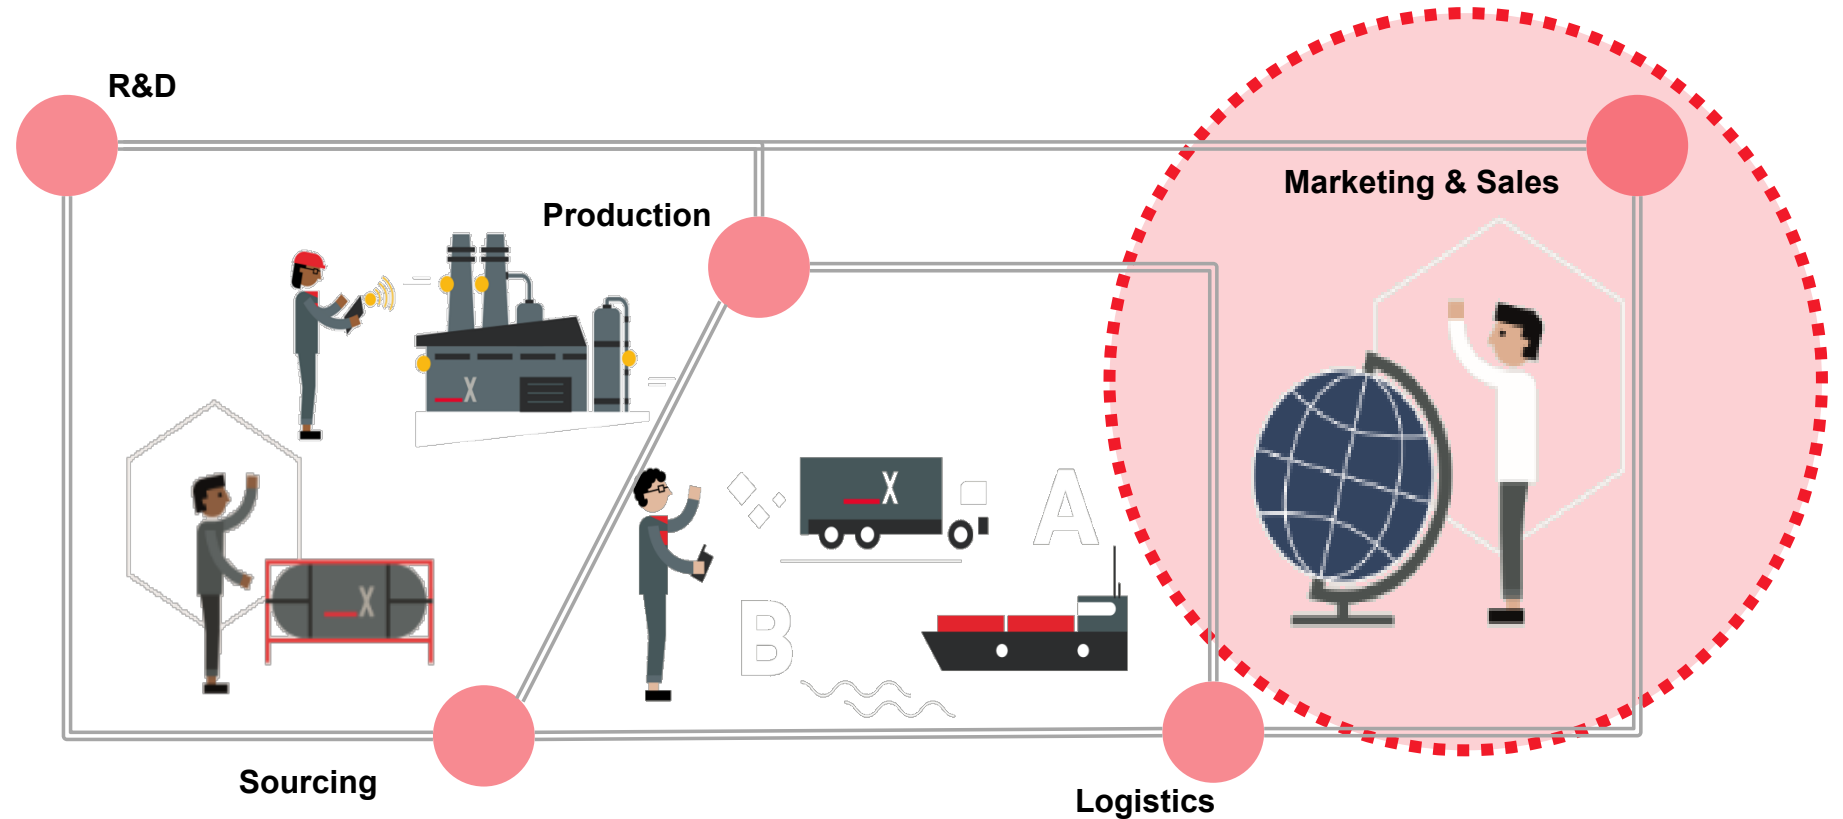 R&D
Marketing & Sales
Production
X
X
A
X
B
Sourcing
Logistics